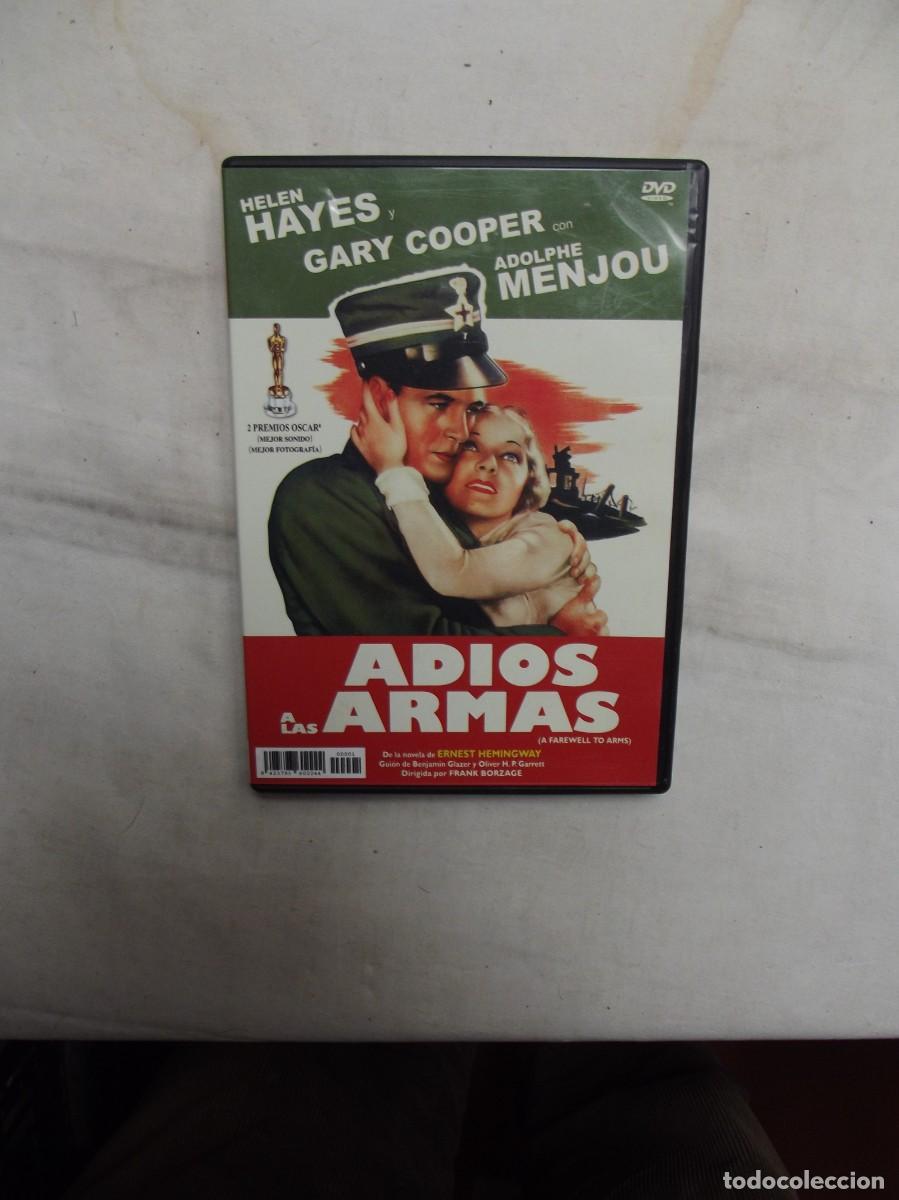 HELEN
HAYES y
GARY COOPER con
ADOLPHE
MENJOU
DVD
VIDEO
2 PREMIOS OSCAR®
(MEJOR SONIDO)
(MEJOR FOTOGRAFÍA)
ADIOS
A LAS ARMAS
(A FAREWELL TO ARMS)
De la novela de ERNEST HEMINGWAY
Guión de Benjamin Glazer y Oliver H. P. Garrett
Dirigida por FRANK BORZAGE
00001
todocoleccion